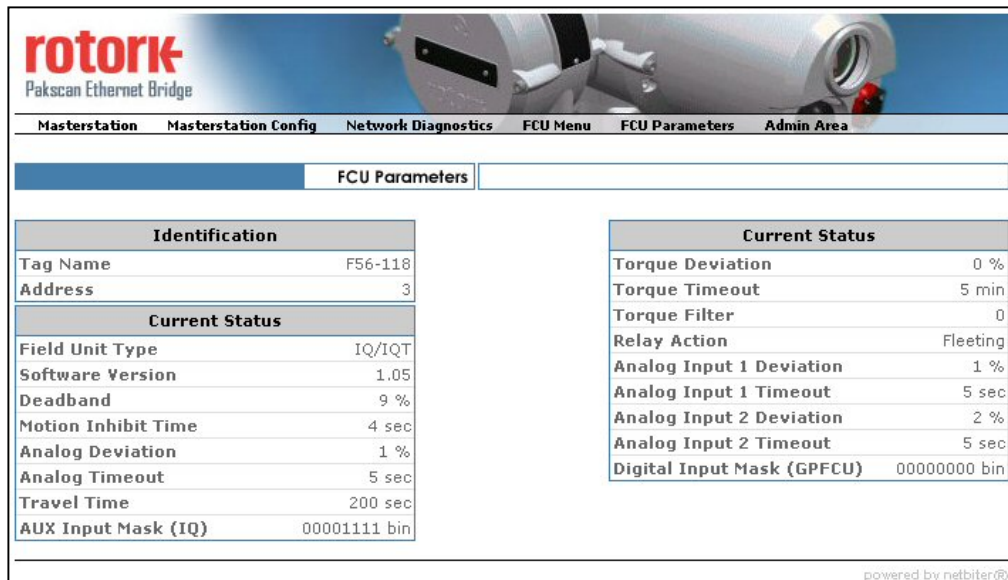 rotork
Pakscan Ethernet Bridge
Masterstation Masterstation Config Network Diagnostics FCU Menu FCU Parameters Admin Area
FCU Parameters
Identification
Tag Name F56-118
Address 3
Current Status
Field Unit Type IQ/IQT
Software Version 1.05
Deadband 9 %
Motion Inhibit Time 4 sec
Analog Deviation 1 %
Analog Timeout 5 sec
Travel Time 200 sec
AUX Input Mask (IQ) 00001111 bin
Current Status
Torque Deviation 0 %
Torque Timeout 5 min
Torque Filter 0
Relay Action Fleeting
Analog Input 1 Deviation 1 %
Analog Input 1 Timeout 5 sec
Analog Input 2 Deviation 2 %
Analog Input 2 Timeout 5 sec
Digital Input Mask (GPFCU) 00000000 bin
powered by netbiter®